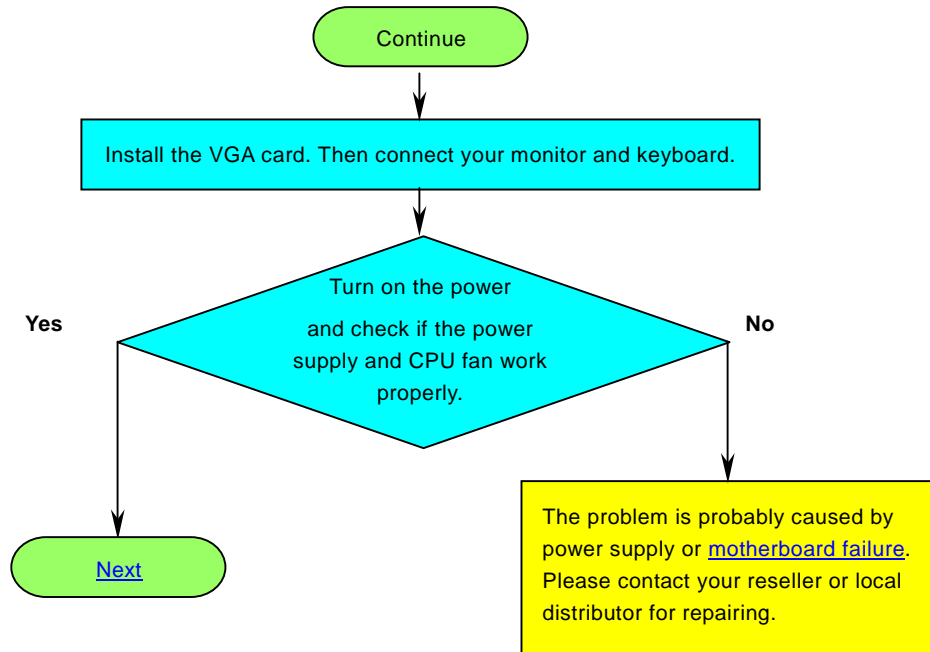 Continue
Install the VGA card. Then connect your monitor and keyboard.
Turn on the power
and check if the power
supply and CPU fan work
properly.
Yes
No
Next
The problem is probably caused by
power supply or motherboard failure.
Please contact your reseller or local
distributor for repairing.